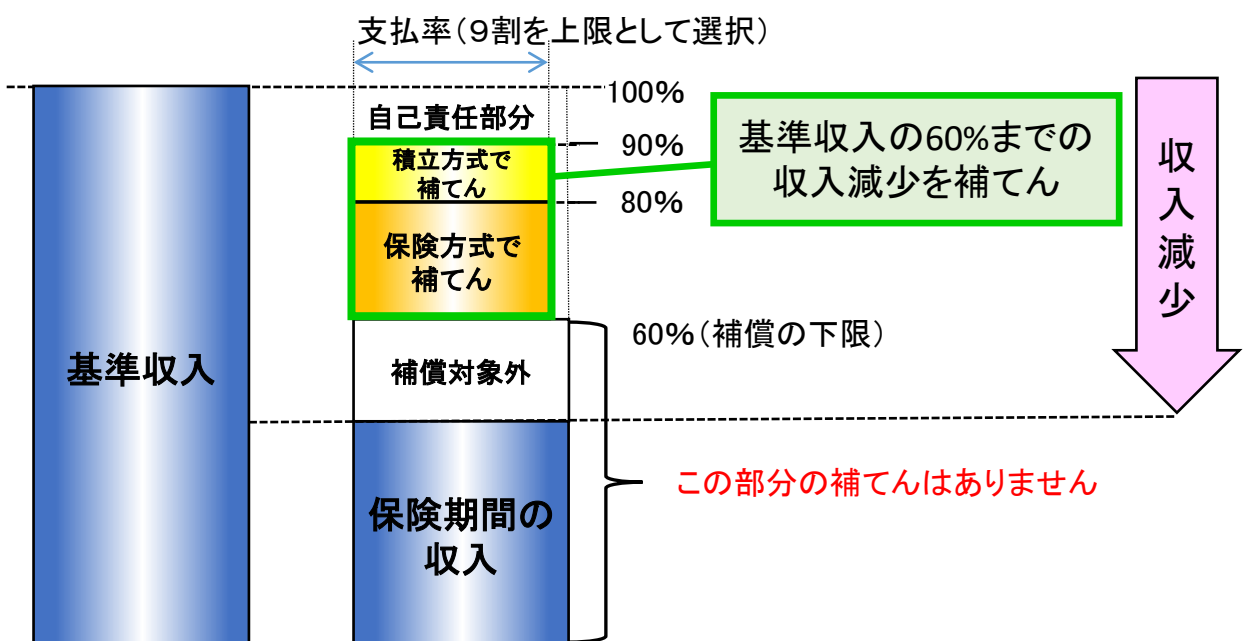 支払率(9割を上限として選択)
100%
自己責任部分
90%
積立方式で
補てん
80%
基準収入の60%までの
収入減少を補てん
保険方式で
補てん
収入減少
60%(補償の下限)
基準収入
補償対象外
この部分の補てんはありません
保険期間の
収入